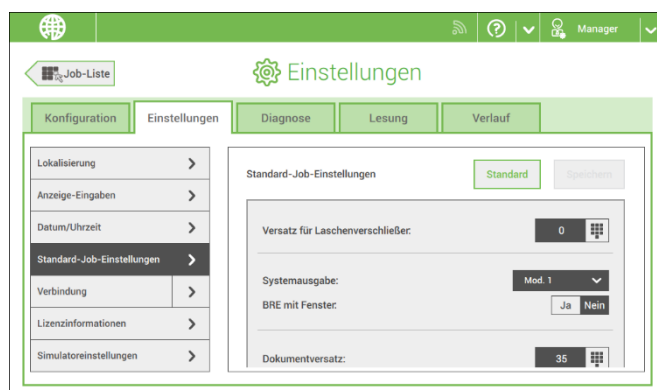 Manager
Job-Liste
Einstellungen
Konfiguration
Einstellungen
Diagnose
Lesung
Verlauf
Lokalisierung
Anzeige-Eingaben
Datum/Uhrzeit
Standard-Job-Einstellungen
Verbindung
Lizenzinformationen
Simulatoreinstellungen
Standard-Job-Einstellungen
Standard
Speichern
Versatz für Laschenverschließer:
0
Systemausgabe:
Mod. 1
BRE mit Fenster:
Ja Nein
Dokumentversatz:
35